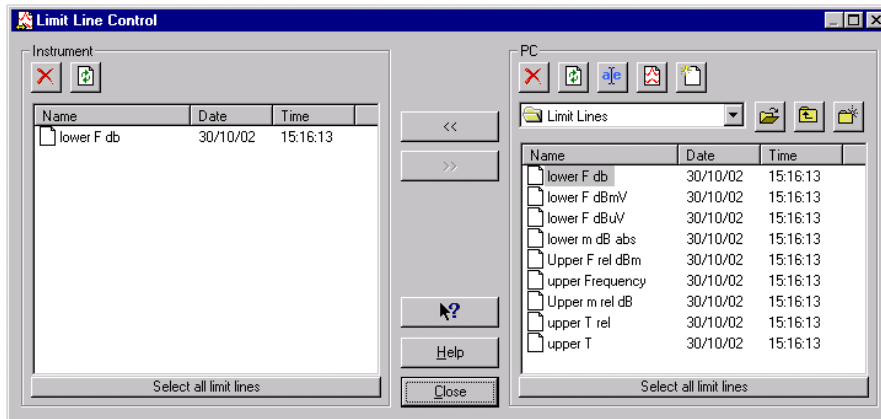 Limit Line Control
Instrument
Name Date Time
lower F db 30/10/02 15:16:13
Select all limit lines
<<
>>
?
Help
Close
PC
a e
Limit Lines
Name Date Time
lower F db 30/10/02 15:16:13
lower F dBmV 30/10/02 15:16:13
lower F dBuV 30/10/02 15:16:13
lower m dB abs 30/10/02 15:16:13
Upper F rel dBm 30/10/02 15:16:13
upper Frequency 30/10/02 15:16:13
Upper m rel dB 30/10/02 15:16:13
upper T rel 30/10/02 15:16:13
upper T 30/10/02 15:16:13
Select all limit lines